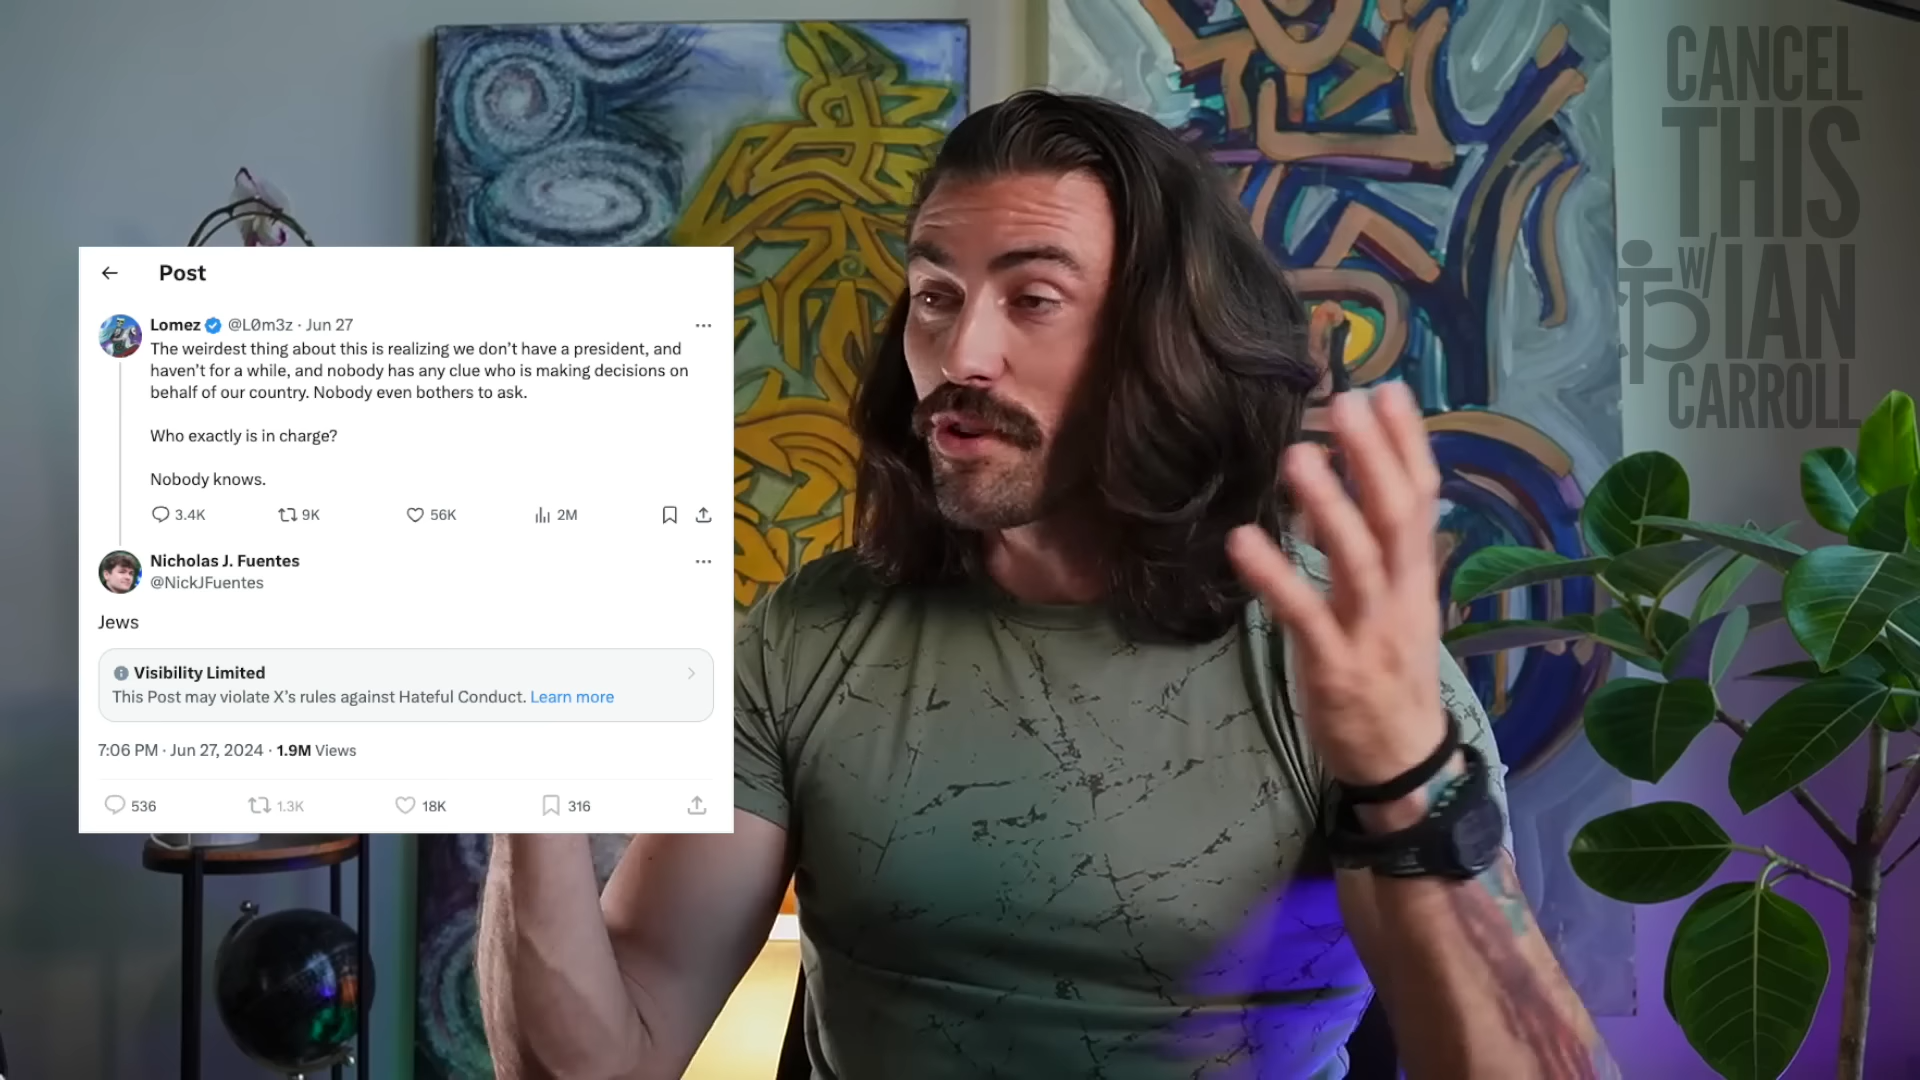 CANCEL
THIS
W/ IAN
CARROLL
Post
Lomez @L0m3z · Jun 27
The weirdest thing about this is realizing we don’t have a president, and
haven’t for a while, and nobody has any clue who is making decisions on
behalf of our country. Nobody even bothers to ask.
Who exactly is in charge?
Nobody knows.
3.4K 9K 56K 2M
Nicholas J. Fuentes
@NickJFuentes
Jews
Visibility Limited
This Post may violate X’s rules against Hateful Conduct. Learn more
7:06 PM · Jun 27, 2024 · 1.9M Views
536 1.3K 18K 316